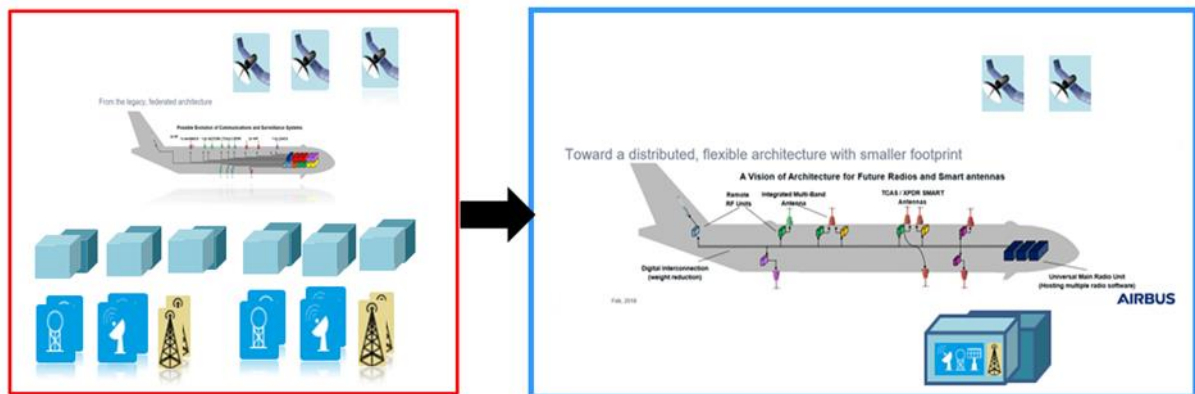 From the legacy, federated architecture
Possible Evolution of Communications and Surveillance Systems
Toward a distributed, flexible architecture with smaller footprint
A Vision of Architecture for Future Radios and Smart antennas
Remote
RF Units
Integrated Multi-Band
Antenna
TCAS / XPDR SMART
Antennas
Digital Interconnection
(weight reduction)
Universal Main Radio Unit
(Hosting multiple radio software)
Feb, 2018
AIRBUS